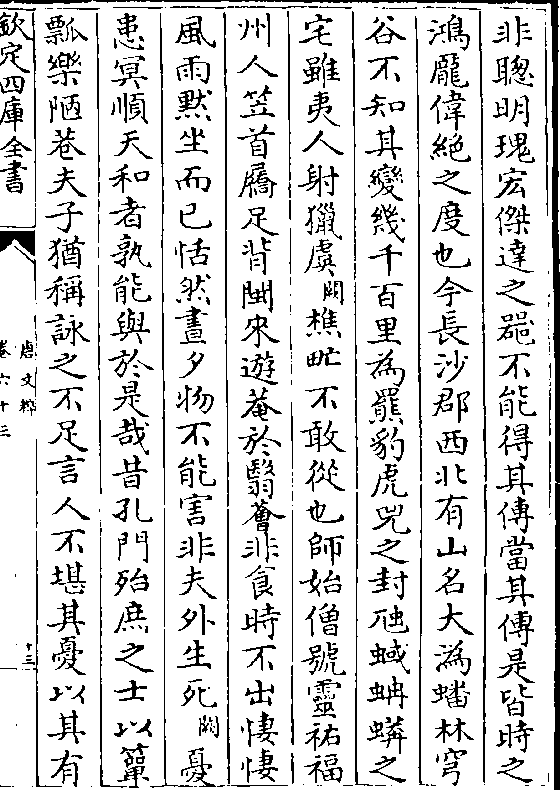 非聰明瑰宏傑達之噐不能得其傳當其傳是皆時之
鴻龎偉絶之度也今長沙郡西北有山名大溈蟠林穹
谷不知其變幾千百里為羆豹虎兕之封虺蜮蚺蟒之
宅雖夷人射獵虞闕樵甿不敢從也師始僧號靈祐福
州人笠首屩足背閩來遊菴於翳薈非食時不出悽悽
風雨黙坐而已恬然晝夕物不能害非夫外生死闕憂
患冥順天和者孰能與於是哉昔孔門殆庶之士以簞
瓢樂陋巷夫子猶稱詠之不足言人不堪其憂以其有
欽定四庫全書
唐文粹
卷六十三
十三